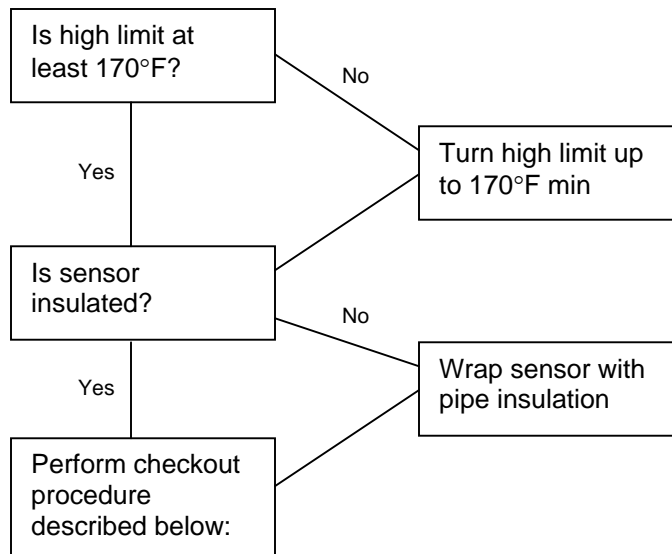 Is high limit at
least 170°F?
No
Yes
Turn high limit up
to 170°F min
Is sensor
insulated?
No
Yes
Wrap sensor with
pipe insulation
Perform checkout
procedure
described below: